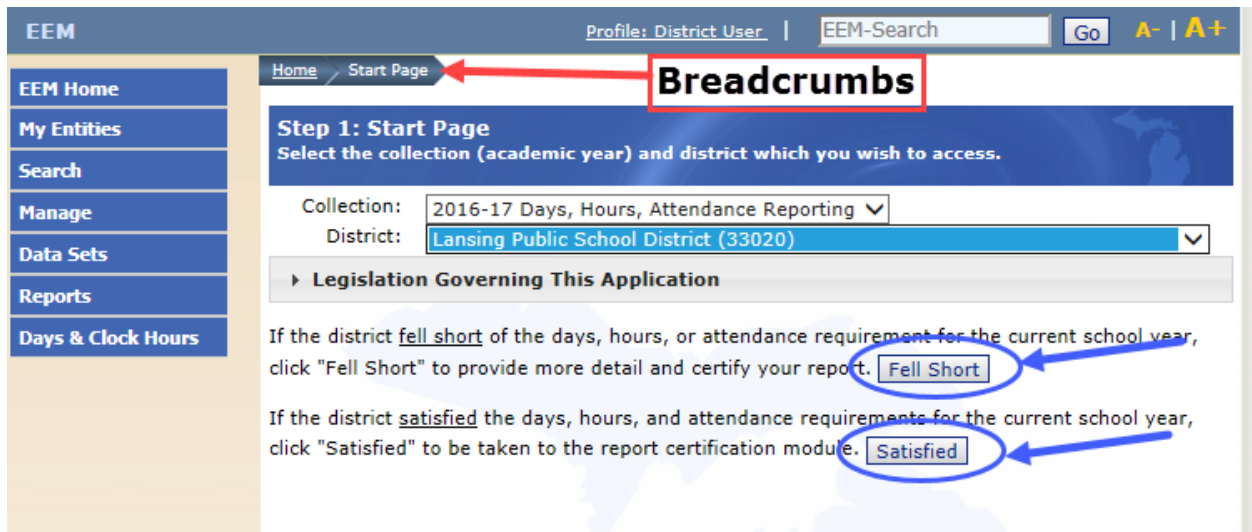 EEM
Profile: District User |
EEM-Search
Go
A- | A+
Home
Start Page
Breadcrumbs
EEM Home
My Entities
Search
Manage
Data Sets
Reports
Days & Clock Hours
Step 1: Start Page
Select the collection (academic year) and district which you wish to access.
Collection: 2016-17 Days, Hours, Attendance Reporting
District: Lansing Public School District (33020)
Legislation Governing This Application
If the district fell short of the days, hours, or attendance requirement for the current school year,
click "Fell Short" to provide more detail and certify your report. Fell Short
If the district satisfied the days, hours, and attendance requirements for the current school year,
click "Satisfied" to be taken to the report certification module. Satisfied